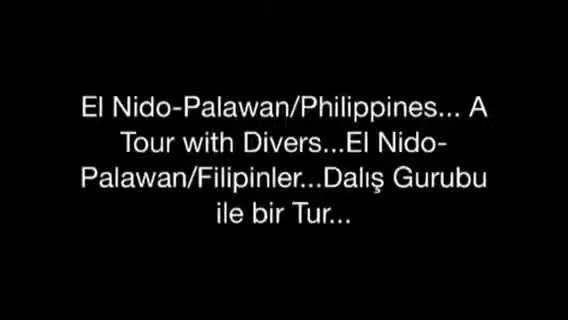 El Nido-Palawan/Philippines... A
Tour with Divers...El Nido-
Palawan/Filipinler...Dalış Gurubu
ile bir Tur...